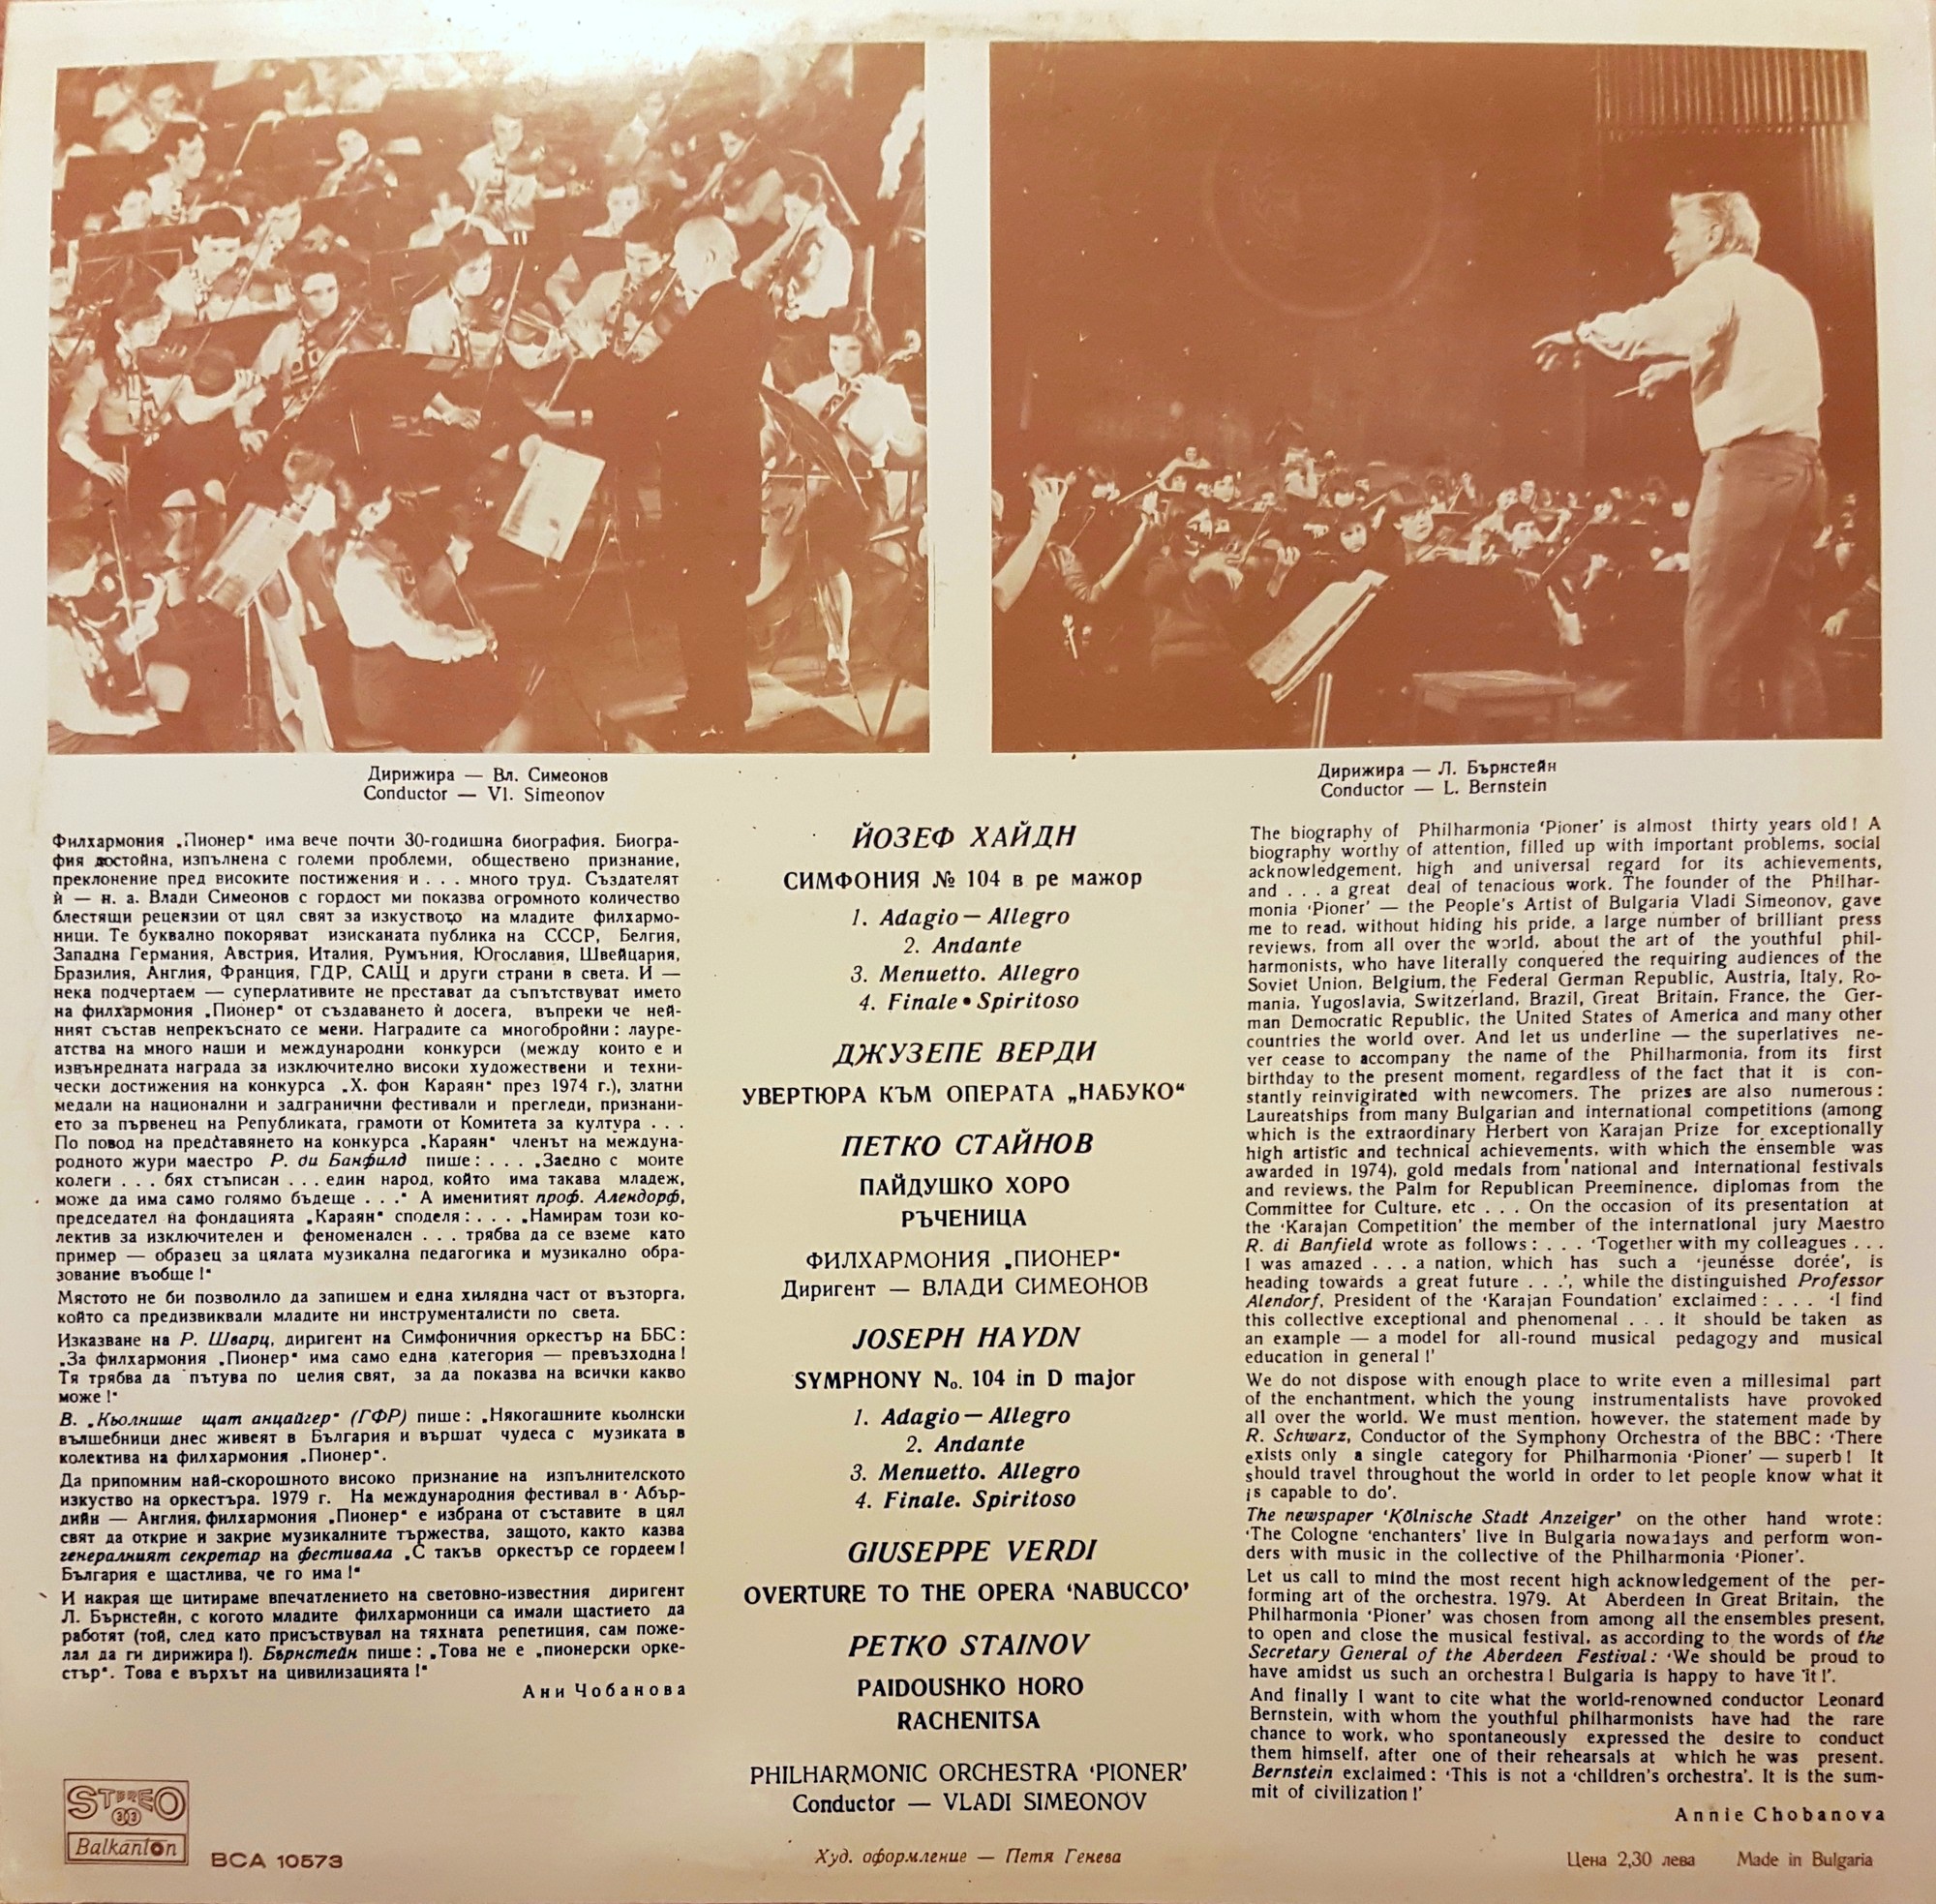 Дирижира — Вл. Симеонов
Conductor — Vl. Simeonov
Дирижира — Л. Бърнстейн
Conductor — L. Bernstein
Филхармония „Пионер“ има вече почти 30-годишна биография. Биогра-
фия достойна, изпълнена с големи проблеми, обществено признание,
преклонение пред високите постижения и . . . много труд. Създателят
ѝ — н. а. Влади Симеонов с гордост ми показва огромното количество
блестящи рецензии от цял свят за изкуството на младите филхармо-
ници. Те буквално покоряват изисканата публика на СССР, Белгия,
Западна Германия, Австрия, Италия, Румъния, Югославия, Швейцария,
Бразилия, Англия, Франция, ГДР, САЩ и други страни в света. И —
нека подчертаем — суперлативите не престават да съпътствуват името
на филхармония „Пионер“ от създаването ѝ досега, въпреки че ней-
ният състав непрекъснато се мени. Наградите са многобройни : лауре-
атства на много наши и международни конкурси (между които е и
извънредната награда за изключително високи художествени и техни-
чески достижения на конкурса „Х. фон Караян“ през 1974 г.), златни
медали на национални и задгранични фестивали и прегледи, признани-
ето за първенец на Републиката, грамоти от Комитета за култура . . .
По повод на представянето на конкурса „Караян“ членът на междуна-
родното жури маестро Р. ди Банфилд пише : . . . „Заедно с моите
колеги . . . бях стъписан . . . един народ, който има такава младеж,
може да има само голямо бъдеще . . .“ А именитият проф. Алендорф,
председател на фондацията „Караян“ споделя : . . . „Намирам този ко-
лектив за изключителен и феноменален . . . трябва да се вземе като
пример — образец за цялата музикална педагогика и музикално обра-
зование въобще !“
Мястото не би позволило да запишем и една хилядна част от възторга,
който са предизвиквали младите ни инструменталисти по света.
Изказване на Р. Шварц, диригент на Симфоничния оркестър на ББС :
„За филхармония „Пионер“ има само една категория — превъзходна !
Тя трябва да пътува по целия свят, за да показва на всички какво
може !“
В. „Кьолнише щат анцайгер“ (ГФР) пише : „Някогашните кьолнски
вълшебници днес живеят в България и вършат чудеса с музиката в
колектива на филхармония „Пионер“.
Да припомним най-скорошното високо признание на изпълнителското
изкуство на оркестъра. 1979 г. На международния фестивал в Абър-
дийн — Англия, филхармония „Пионер“ е избрана от съставите в цял
свят да открие и закрие музикалните тържества, защото, както казва
генералният секретар на фестивала „С такъв оркестър се гордеем !
България е щастлива, че го има !“
И накрая ще цитираме впечатлението на световно-известния диригент
Л. Бърнстейн, с когото младите филхармоници са имали щастието да
работят (той, след като присъствувал на тяхната репетиция, сам поже-
лал да ги дирижира !). Бърнстейн пише : „Това не е „пионерски орке-
стър“. Това е върхът на цивилизацията !“
Ани Чобанова
ЙОЗЕФ ХАЙДН
СИМФОНИЯ № 104 в ре мажор
1. Adagio — Allegro
2. Andante
3. Menuetto. Allegro
4. Finale • Spiritoso
ДЖУЗЕПЕ ВЕРДИ
УВЕРТЮРА КЪМ ОПЕРАТА „НАБУКО“
ПЕТКО СТАЙНОВ
ПАЙДУШКО ХОРО
РЪЧЕНИЦА
ФИЛХАРМОНИЯ „ПИОНЕР“
Диригент — ВЛАДИ СИМЕОНОВ
JOSEPH HAYDN
SYMPHONY No. 104 in D major
1. Adagio — Allegro
2. Andante
3. Menuetto. Allegro
4. Finale. Spiritoso
GIUSEPPE VERDI
OVERTURE TO THE OPERA ‘NABUCCO’
PETKO STAINOV
PAIDOUSHKO HORO
RACHENITSA
PHILHARMONIC ORCHESTRA ‘PIONER’
Conductor — VLADI SIMEONOV
The biography of Philharmonia ‘Pioner’ is almost thirty years old ! A
biography worthy of attention, filled up with important problems, social
acknowledgement, high and universal regard for its achievements,
and . . . a great deal of tenacious work. The founder of the Philhar-
monia ‘Pioner’ — the People's Artist of Bulgaria Vladi Simeonov, gave
me to read, without hiding his pride, a large number of brilliant press
reviews, from all over the world, about the art of the youthful phil-
harmonists, who have literally conquered the requiring audiences of the
Soviet Union, Belgium, the Federal German Republic, Austria, Italy, Ro-
mania, Yugoslavia, Switzerland, Brazil, Great Britain, France, the Ger-
man Democratic Republic, the United States of America and many other
countries the world over. And let us underline — the superlatives ne-
ver cease to accompany the name of the Philharmonia, from its first
birthday to the present moment, regardless of the fact that it is con-
stantly reinvigirated with newcomers. The prizes are also numerous :
Laureatships from many Bulgarian and international competitions (among
which is the extraordinary Herbert von Karajan Prize for exceptionally
high artistic and technical achievements, with which the ensemble was
awarded in 1974), gold medals from national and international festivals
and reviews, the Palm for Republican Preeminence, diplomas from the
Committee for Culture, etc . . . On the occasion of its presentation at
the ‘Karajan Competition’ the member of the international jury Maestro
R. di Banfield wrote as follows : . . . ‘Together with my colleagues . . .
I was amazed . . . a nation, which has such a ‘jeunésse dorée’, is
heading towards a great future . . .’, while the distinguished Professor
Alendorf, President of the ‘Karajan Foundation’ exclaimed : . . . ‘I find
this collective exceptional and phenomenal . . . it should be taken as
an example — a model for all-round musical pedagogy and musical
education in general !’
We do not dispose with enough place to write even a millesimal part
of the enchantment, which the young instrumentalists have provoked
all over the world. We must mention, however, the statement made by
R. Schwarz, Conductor of the Symphony Orchestra of the BBC : ‘There
exists only a single category for Philharmonia ‘Pioner’ — superb ! It
should travel throughout the world in order to let people know what it
is capable to do’.
The newspaper ‘Kölnische Stadt Anzeiger’ on the other hand wrote :
‘The Cologne ‘enchanters’ live in Bulgaria nowadays and perform won-
ders with music in the collective of the Philharmonia ‘Pioner’.
Let us call to mind the most recent high acknowledgement of the per-
forming art of the orchestra. 1979. At Aberdeen in Great Britain, the
Philharmonia ‘Pioner’ was chosen from among all the ensembles present,
to open and close the musical festival, as according to the words of the
Secretary General of the Aberdeen Festival : ‘We should be proud to
have amidst us such an orchestra ! Bulgaria is happy to have it !’.
And finally I want to cite what the world-renowned conductor Leonard
Bernstein, with whom the youthful philharmonists have had the rare
chance to work, who spontaneously expressed the desire to conduct
them himself, after one of their rehearsals at which he was present.
Bernstein exclaimed : ‘This is not a ‘children's orchestra’. It is the sum-
mit of civilization !’
Annie Chobanova
STEREO
33
Balkanton
ВСА 10573
Худ. оформление — Петя Генева
Цена 2,30 лева Made in Bulgaria